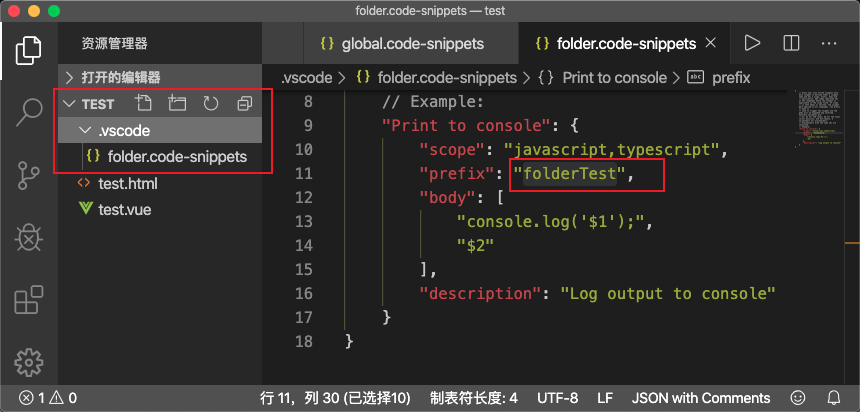 folder.code-snippets — test
资源管理器
打开的编辑器
TEST
.vscode
{} folder.code-snippets
<> test.html
test.vue
{} global.code-snippets
{} folder.code-snippets
.vscode > {} folder.code-snippets > {} Print to console > abc prefix
8 // Example:
9 "Print to console": {
10 "scope": "javascript,typescript",
11 "prefix": "folderTest",
12 "body": [
13 "console.log('$1');",
14 "$2"
15 ],
16 "description": "Log output to console"
17 }
18 }
1 0 行 11，列 30 (已选择10) 制表符长度: 4 UTF-8 LF JSON with Comments